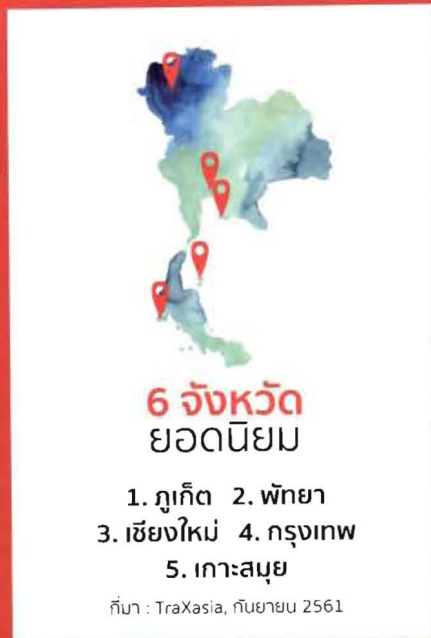 6 จังหวัด
ยอดนิยม
1. ภูเก็ต 2. พัทยา
3. เชียงใหม่ 4. กรุงเทพ
5. เกาะสมุย
ที่มา : TraXasia, กันยายน 2561